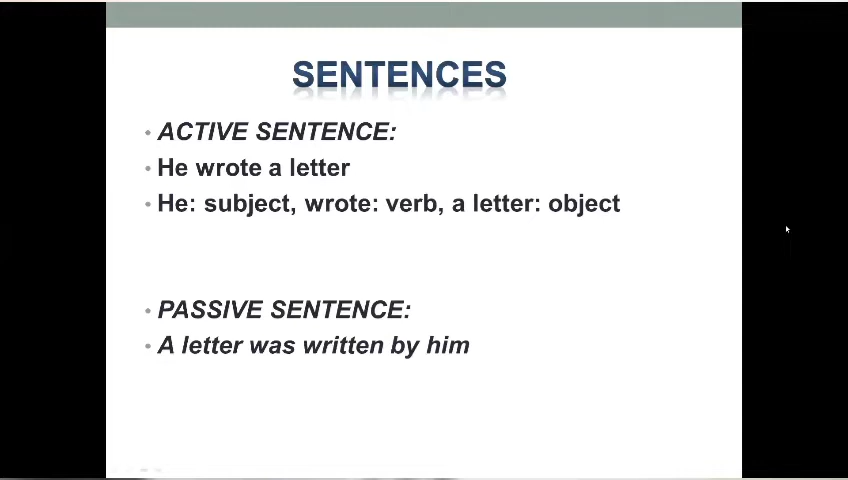 SENTENCES
• ACTIVE SENTENCE:
• He wrote a letter
• He: subject, wrote: verb, a letter: object
• PASSIVE SENTENCE:
• A letter was written by him